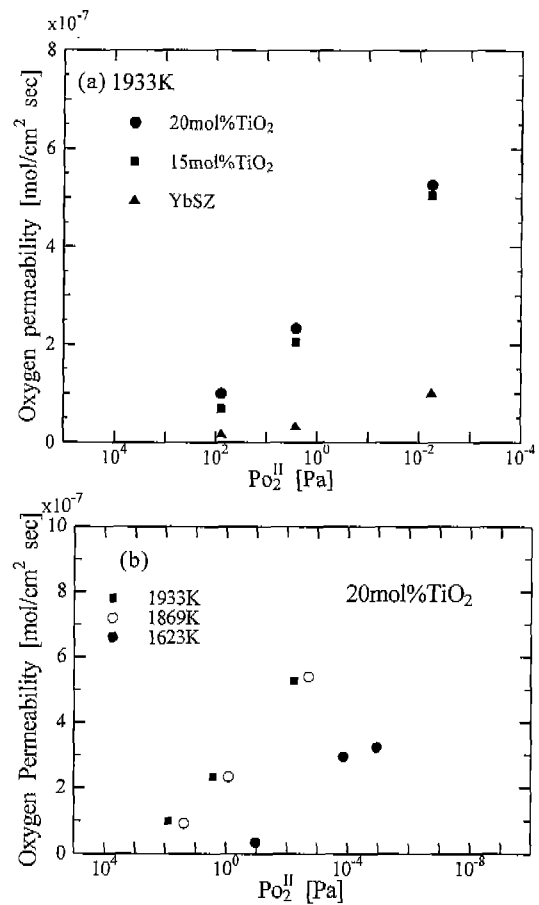 ×10⁻⁷
8
(a) 1933K
20mol%TiO₂
15mol%TiO₂
YbSZ
6
4
2
0
Oxygen permeability [mol/cm² sec]
10⁴ 10² 10⁰ 10⁻² 10⁻⁴
Po₂ᴵᴵ [Pa]
×10⁻⁷
10
(b)
20mol%TiO₂
1933K
1869K
1623K
8
6
4
2
0
Oxygen Permeability [mol/cm² sec]
10⁴ 10⁰ 10⁻⁴ 10⁻⁸
Po₂ᴵᴵ [Pa]